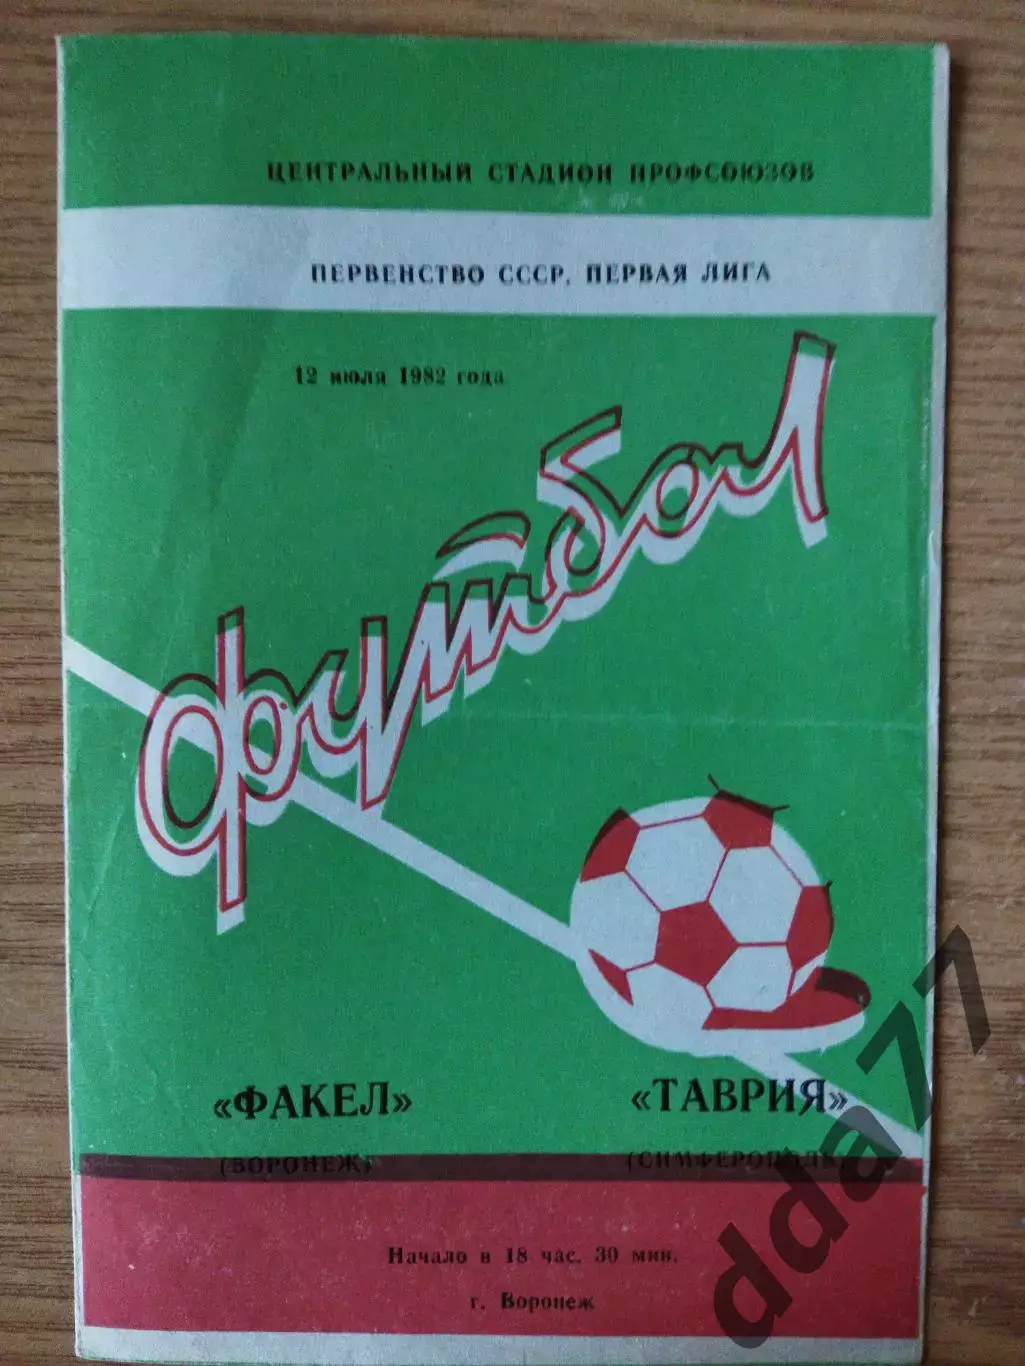 ЦЕНТРАЛЬНЫЙ СТАДИОН ПРОФСОЮЗОВ
ПЕРВЕНСТВО СССР, ПЕРВАЯ ЛИГА
12 июля 1982 года
футбол
«ФАКЕЛ» «ТАВРИЯ»
(ВОРОНЕЖ) (СИМФЕРОПОЛЬ)
Начало в 18 час. 30 мин.
г. Воронеж
dda77